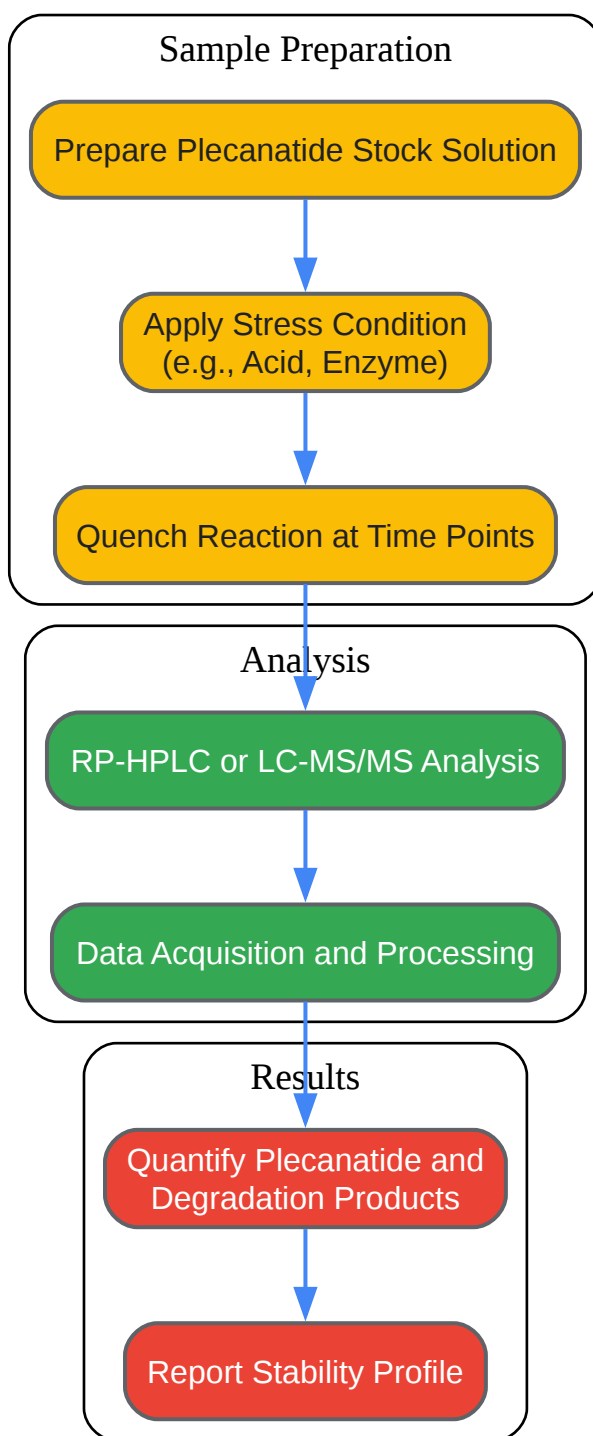 Sample Preparation
Prepare Plecanatide Stock Solution
Apply Stress Condition
(e.g., Acid, Enzyme)
Quench Reaction at Time Points
Analysis
RP-HPLC or LC-MS/MS Analysis
Data Acquisition and Processing
Results
Quantify Plecanatide and
Degradation Products
Report Stability Profile